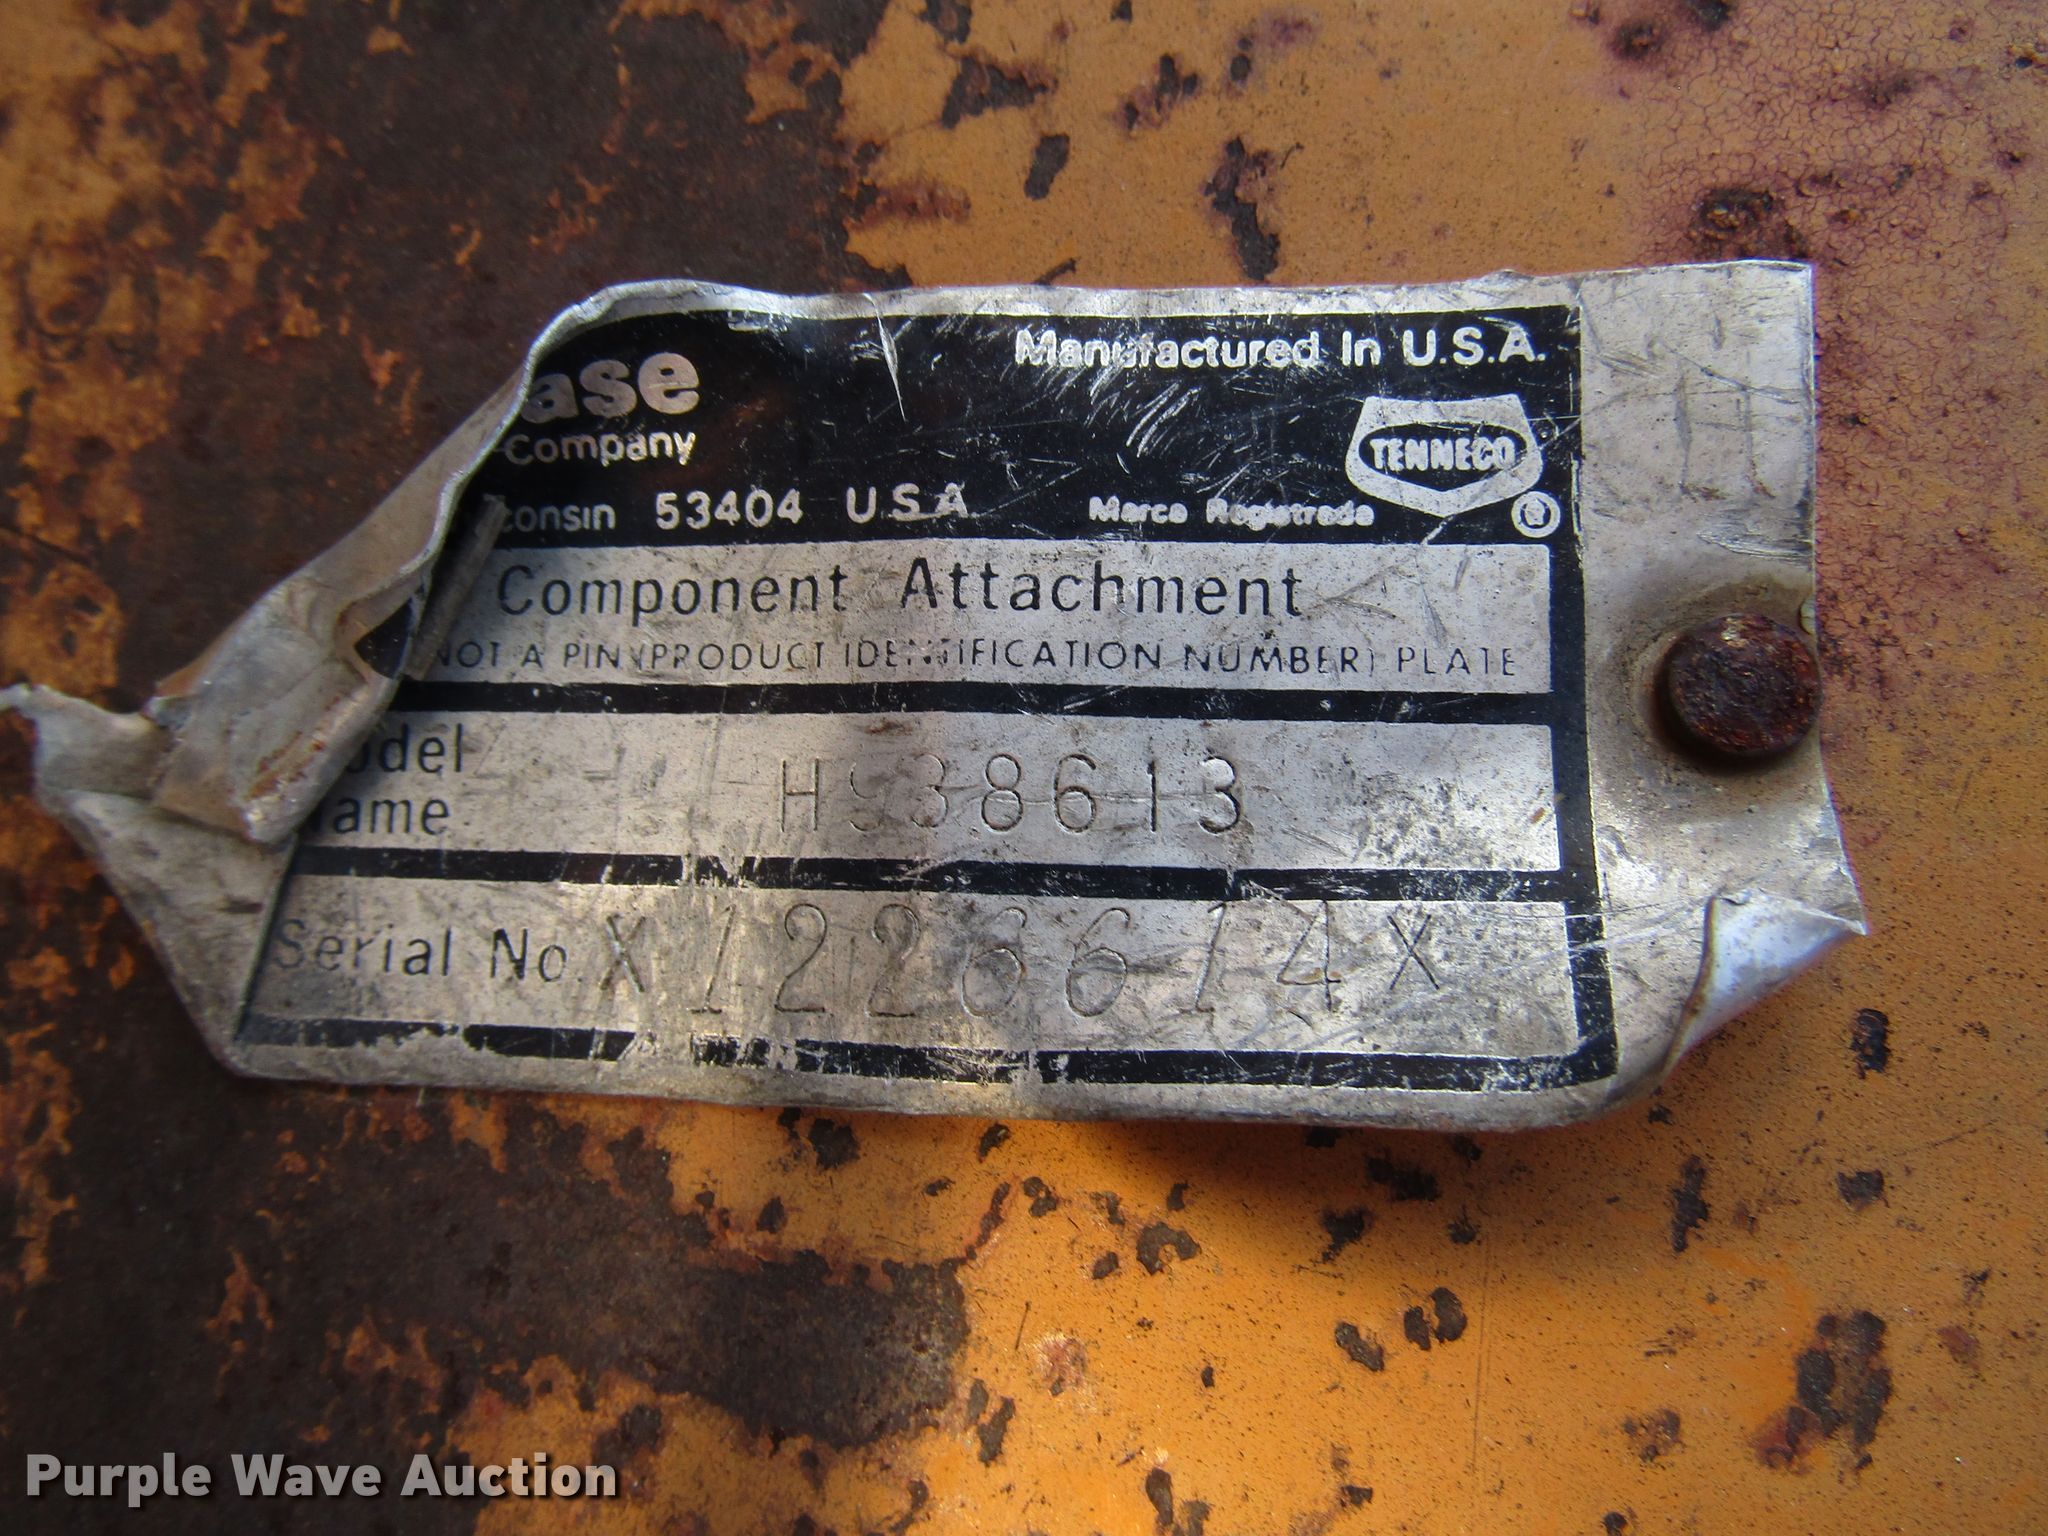 ase
Manufactured In U.S.A.
Company
TENNECO
consin 53404 U.S.A.
Marca Registrada
®
Component Attachment
NOT A PIN (PRODUCT IDENTIFICATION NUMBER) PLATE
odel
ame
H938613
Serial No. X1226614X
Purple Wave Auction